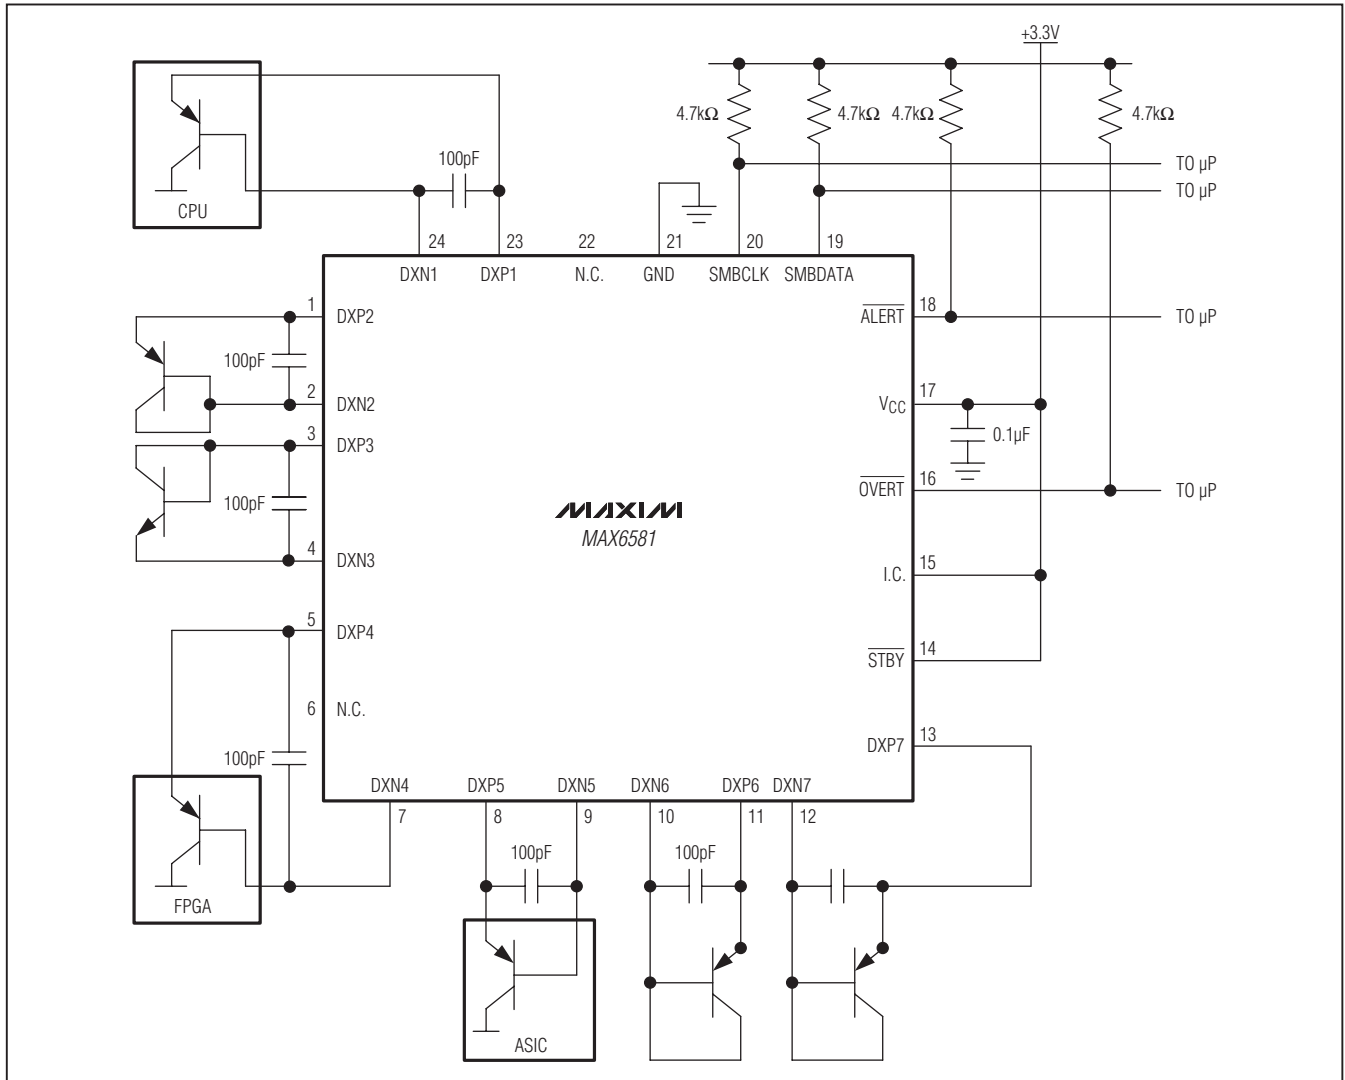 +3.3V
4.7kΩ 4.7kΩ 4.7kΩ 4.7kΩ
100pF
TO µP
TO µP
CPU
24 23 22 21 20 19
DXN1 DXP1 N.C. GND SMBCLK SMBDATA
1 DXP2
ALERT 18
TO µP
100pF
2 DXN2
VCC 17
0.1µF
3 DXP3
100pF
OVERT 16
TO µP
MAXIM
MAX6581
4 DXN3
I.C. 15
5 DXP4
STBY 14
6 N.C.
DXP7 13
100pF
DXN4 DXP5 DXN5 DXN6 DXP6 DXN7
7 8 9 10 11 12
100pF 100pF
FPGA
ASIC